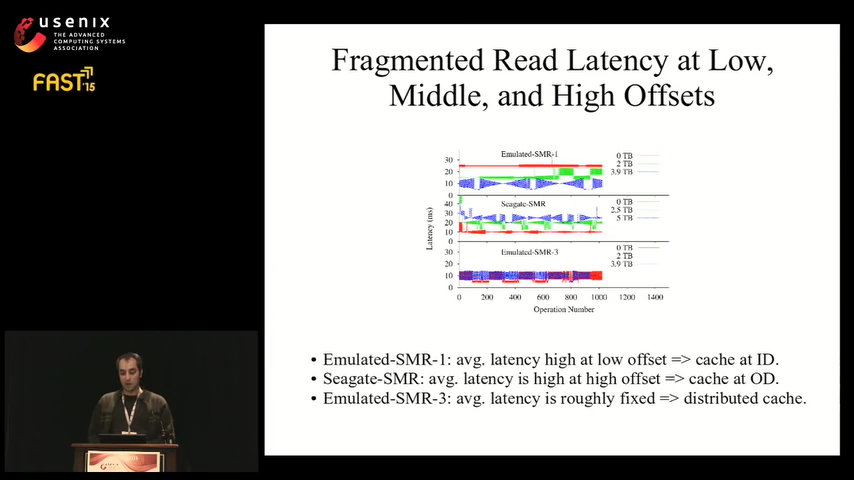 usenix
THE ADVANCED
COMPUTING SYSTEMS
ASSOCIATION
FAST '15
Fragmented Read Latency at Low,
Middle, and High Offsets
Emulated-SMR-1
0 TB
2 TB
3.9 TB
30
20
10
0
Seagate-SMR
0 TB
2.5 TB
5 TB
40
30
20
10
0
Emulated-SMR-3
0 TB
2 TB
3.9 TB
30
20
10
0
Latency (ms)
0 200 400 600 800 1000 1200 1400
Operation Number
• Emulated-SMR-1: avg. latency high at low offset => cache at ID.
• Seagate-SMR: avg. latency is high at high offset => cache at OD.
• Emulated-SMR-3: avg. latency is roughly fixed => distributed cache.